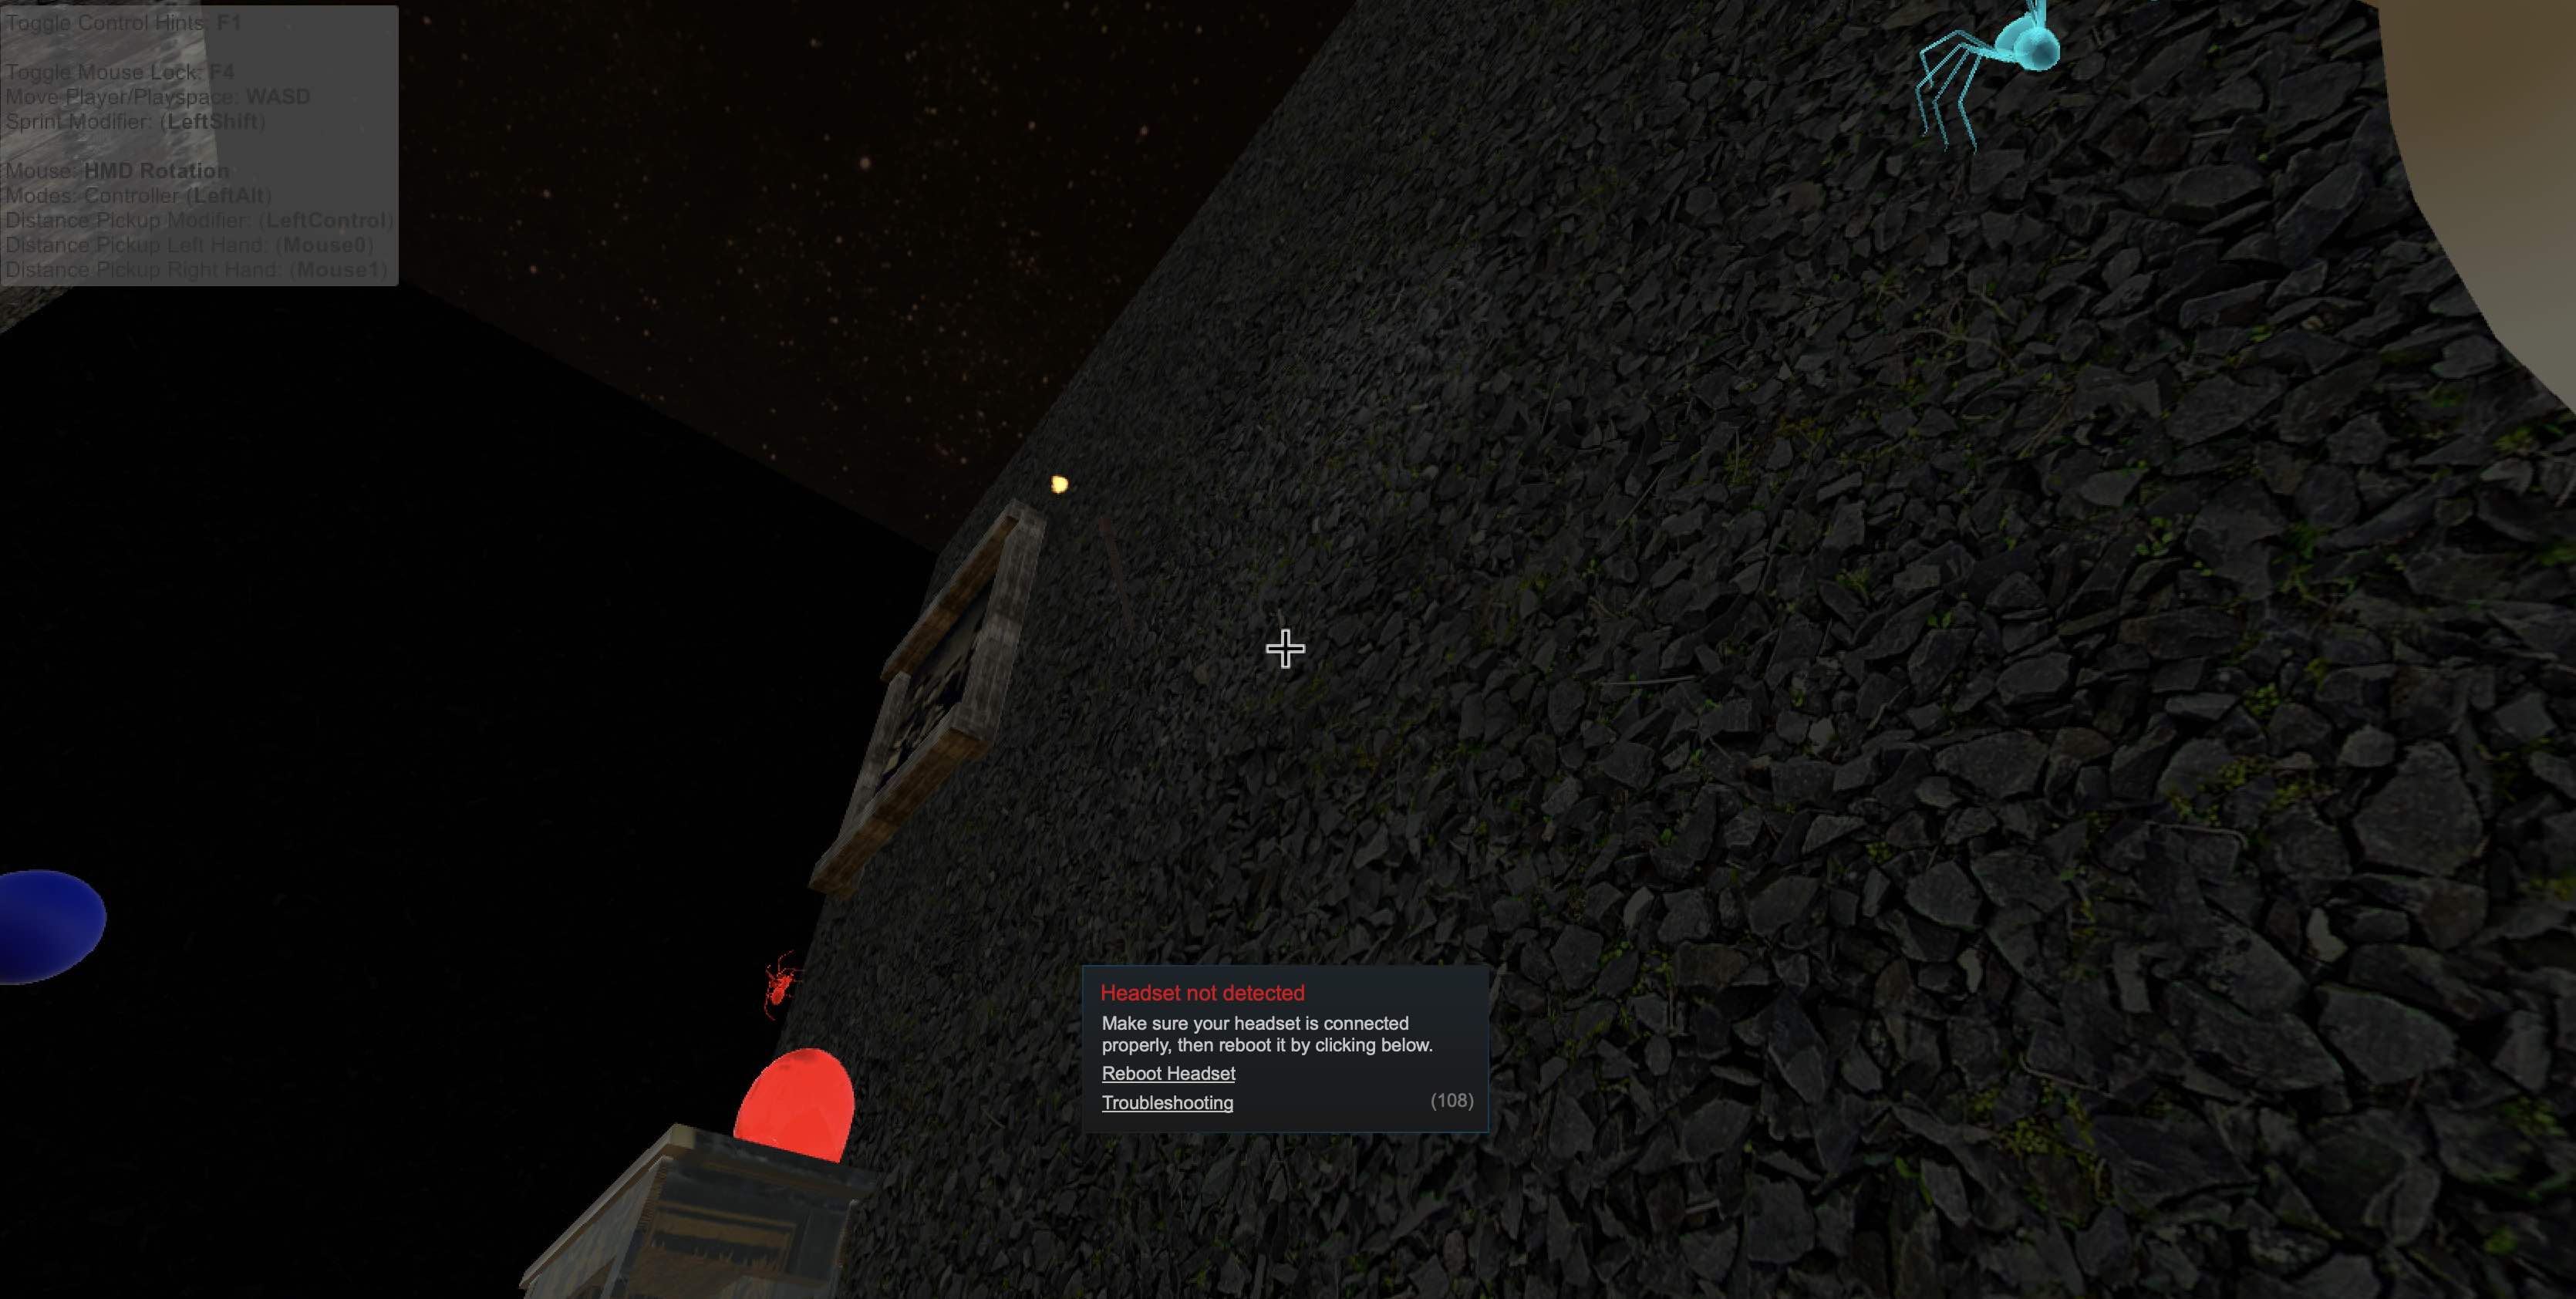 Toggle Control Hints: F1
Toggle Mouse Lock: F4
Move Player/Playspace: WASD
Sprint Modifier: (LeftShift)
Mouse: HMD Rotation
Modes: Controller (LeftAlt)
Distance Pickup Modifier: (LeftControl)
Distance Pickup Left Hand: (Mouse0)
Distance Pickup Right Hand: (Mouse1)
Headset not detected
Make sure your headset is connected
properly, then reboot it by clicking below.
Reboot Headset
Troubleshooting (108)